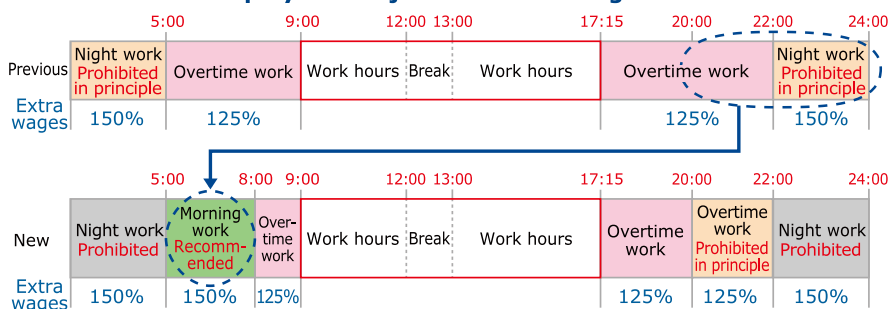 5:00 9:00 12:00 13:00 17:15 20:00 22:00 24:00
Previous
Night work
Prohibited
in principle
Overtime work
Work hours
Break
Work hours
Overtime work
Night work
Prohibited
in principle
Extra
wages
150% 125% 125% 150%
5:00 8:00 9:00 12:00 13:00 17:15 20:00 22:00 24:00
New
Night work
Prohibited
Morning
work
Recomm-
ended
Over-
time
work
Work hours
Break
Work hours
Overtime
work
Overtime
work
Prohibited
in principle
Night work
Prohibited
Extra
wages
150% 150% 125% 125% 125% 150%